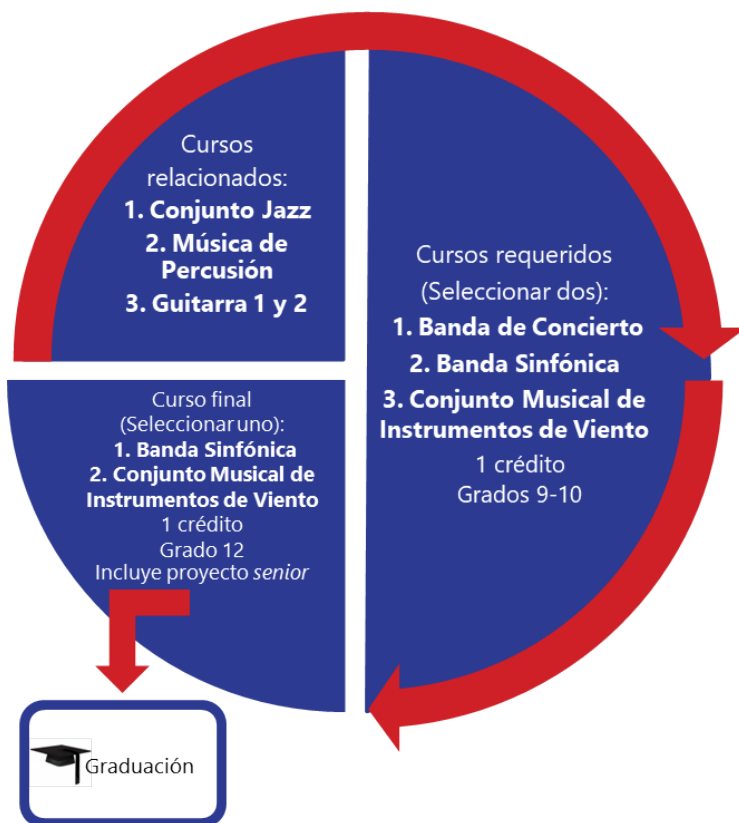 Cursos
relacionados:
1. Conjunto Jazz
2. Música de
Percusión
3. Guitarra 1 y 2
Cursos requeridos
(Seleccionar dos):
1. Banda de Concierto
2. Banda Sinfónica
3. Conjunto Musical de
Instrumentos de Viento
1 crédito
Grados 9-10
Curso final
(Seleccionar uno):
1. Banda Sinfónica
2. Conjunto Musical de
Instrumentos de Viento
1 crédito
Grado 12
Incluye proyecto senior
Graduación